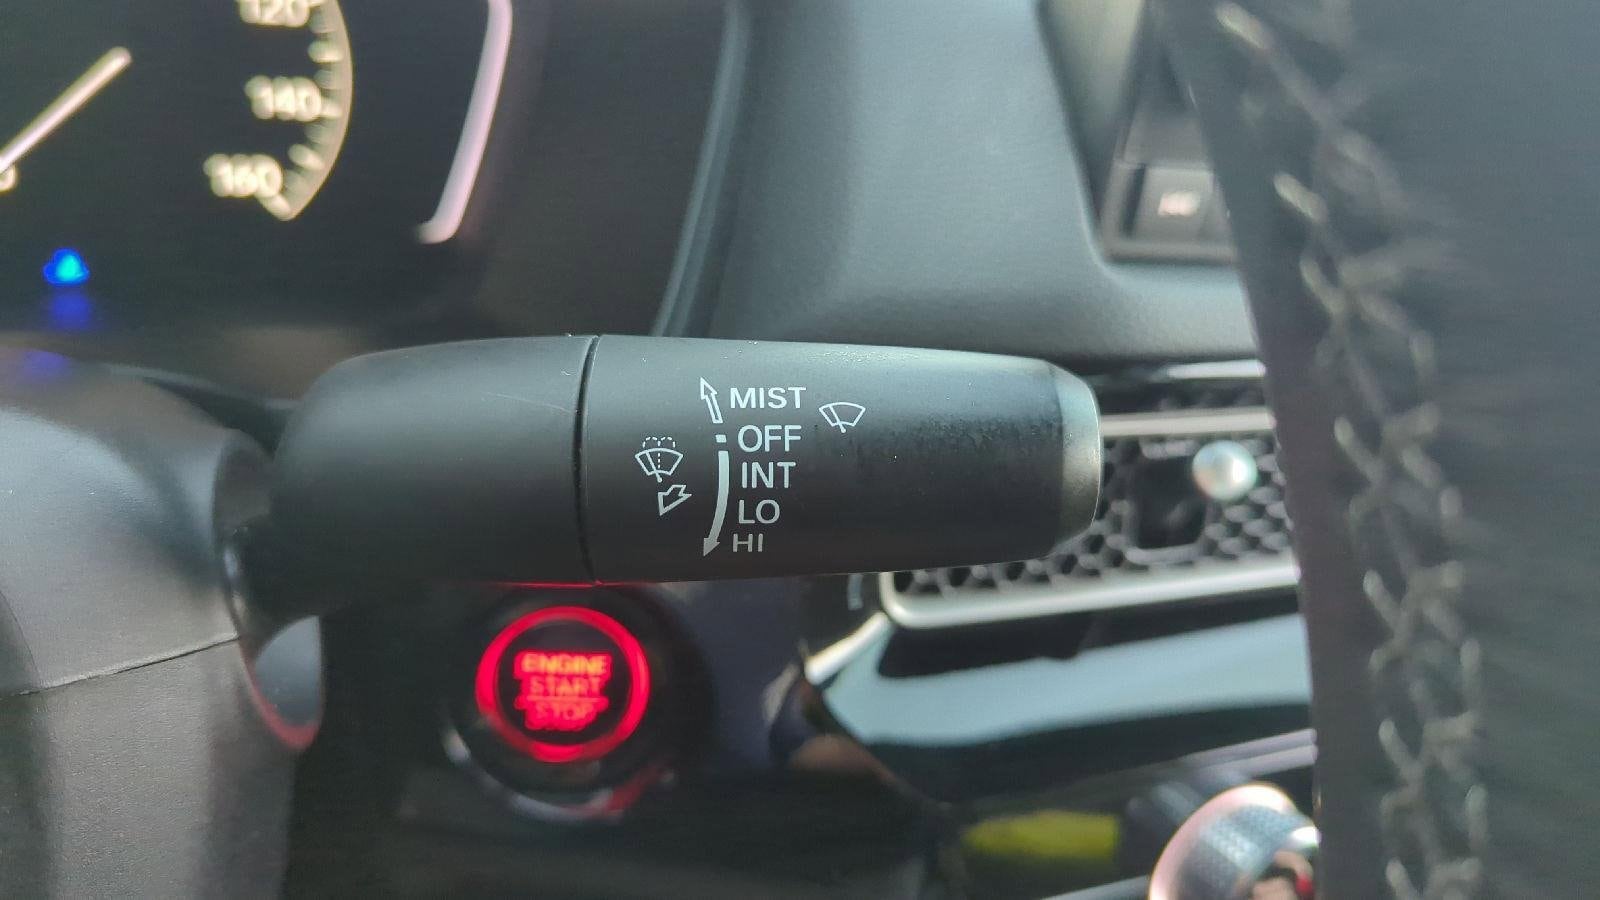 120
140
160
MIST
OFF
INT
LO
HI
ENGINE
START
STOP